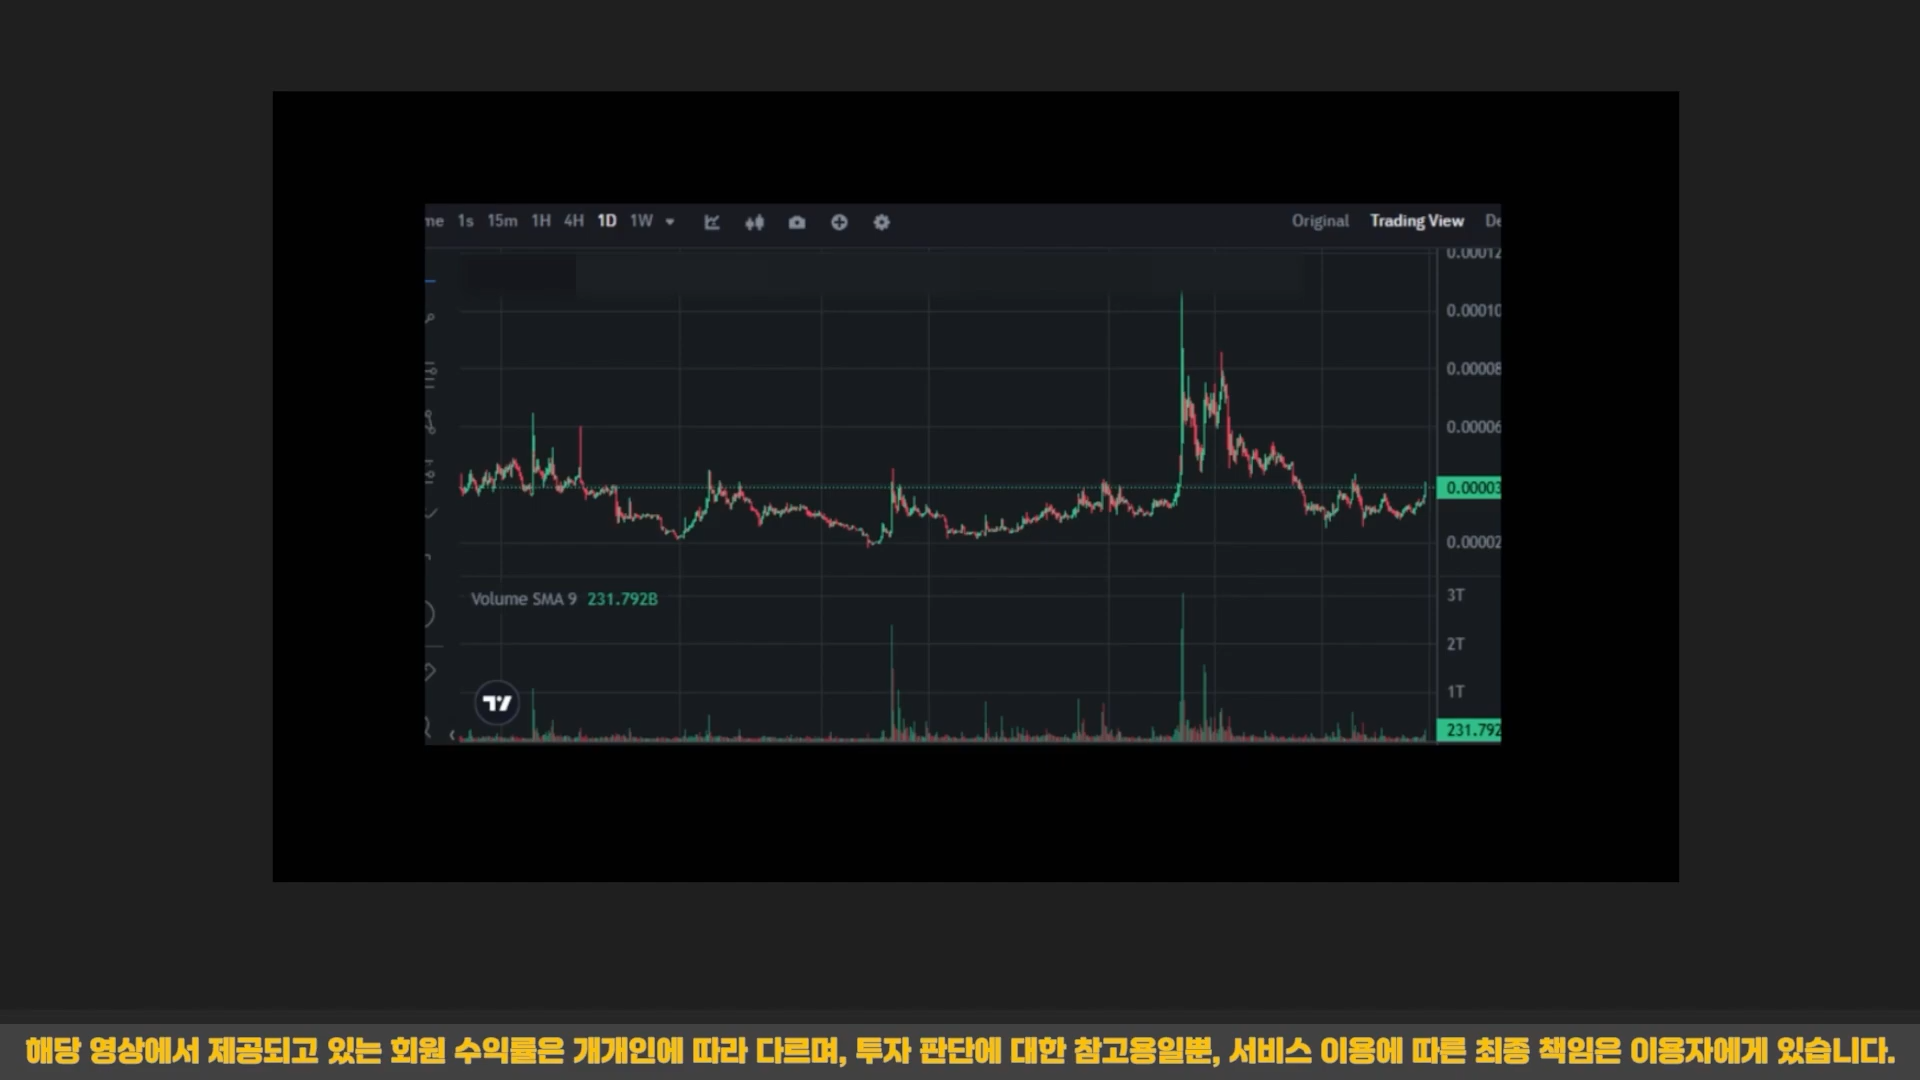 me 1s 15m 1H 4H 1D 1W Original Trading View De
0.00012
0.00010
0.00008
0.00006
0.00003
0.00002
Volume SMA 9 231.792B
3T
2T
1T
231.792
해당 영상에서 제공되고 있는 회원 수익률은 개개인에 따라 다르며, 투자 판단에 대한 참고용일뿐, 서비스 이용에 따른 최종 책임은 이용자에게 있습니다.